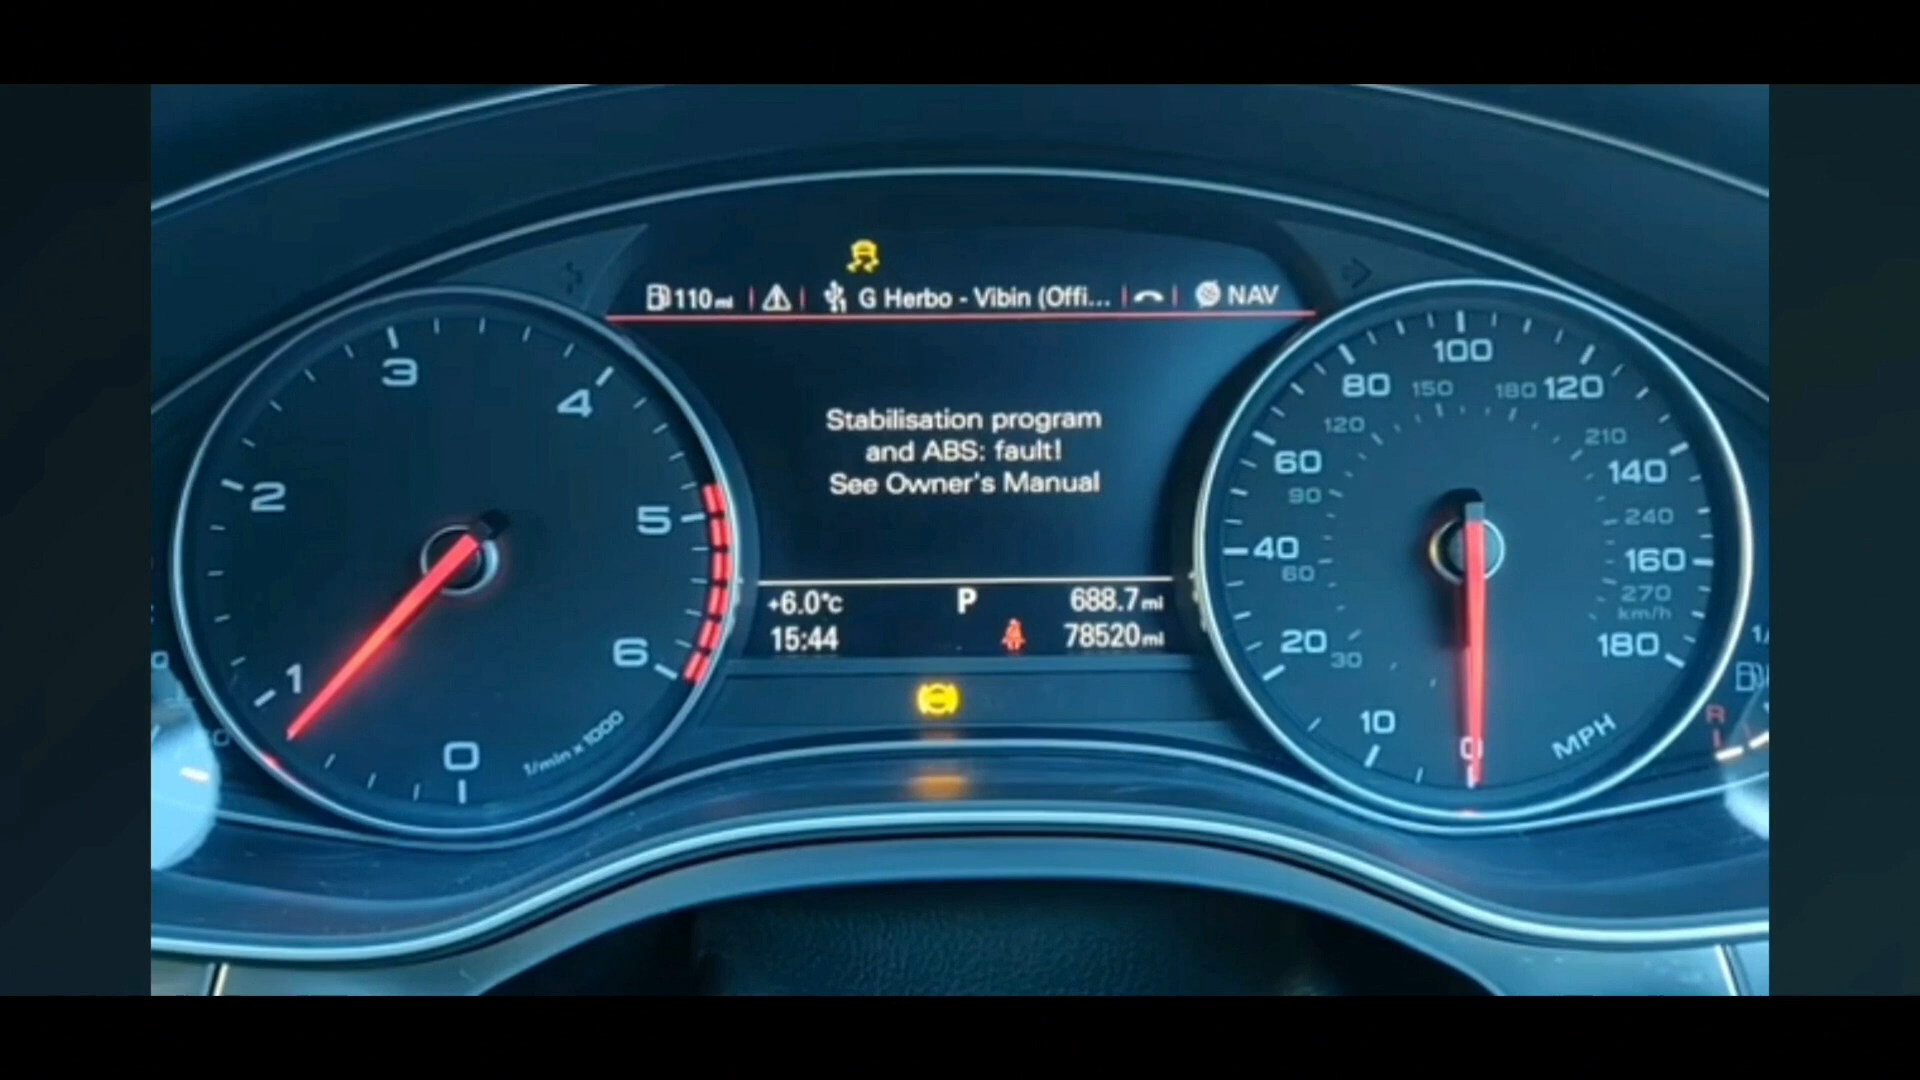 110mi
G Herbo - Vibin (Offi...
NAV
Stabilisation program
and ABS: fault!
See Owner's Manual
+6.0°C
P
688.7mi
15:44
78520mi
0
1
2
3
4
5
6
1/min x 1000
0
10
20
40
60
80
100
120
140
160
180
MPH
30
60
90
120
150
180
210
240
270
km/h
R